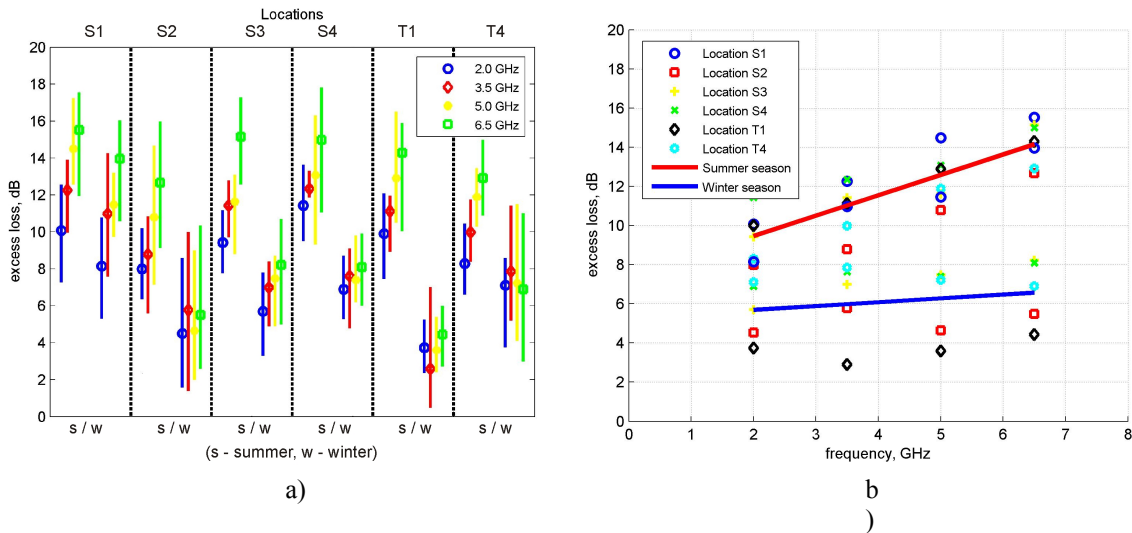 Locations
S1 S2 S3 S4 T1 T4
20
18
16
14
12
10
8
6
4
2
0
excess loss, dB
2.0 GHz
3.5 GHz
5.0 GHz
6.5 GHz
s / w s / w s / w s / w s / w s / w
(s - summer, w - winter)
a)
20
18
16
14
12
10
8
6
4
2
0
excess loss, dB
Location S1
Location S2
Location S3
Location S4
Location T1
Location T4
Summer season
Winter season
0 1 2 3 4 5 6 7 8
frequency, GHz
b
)